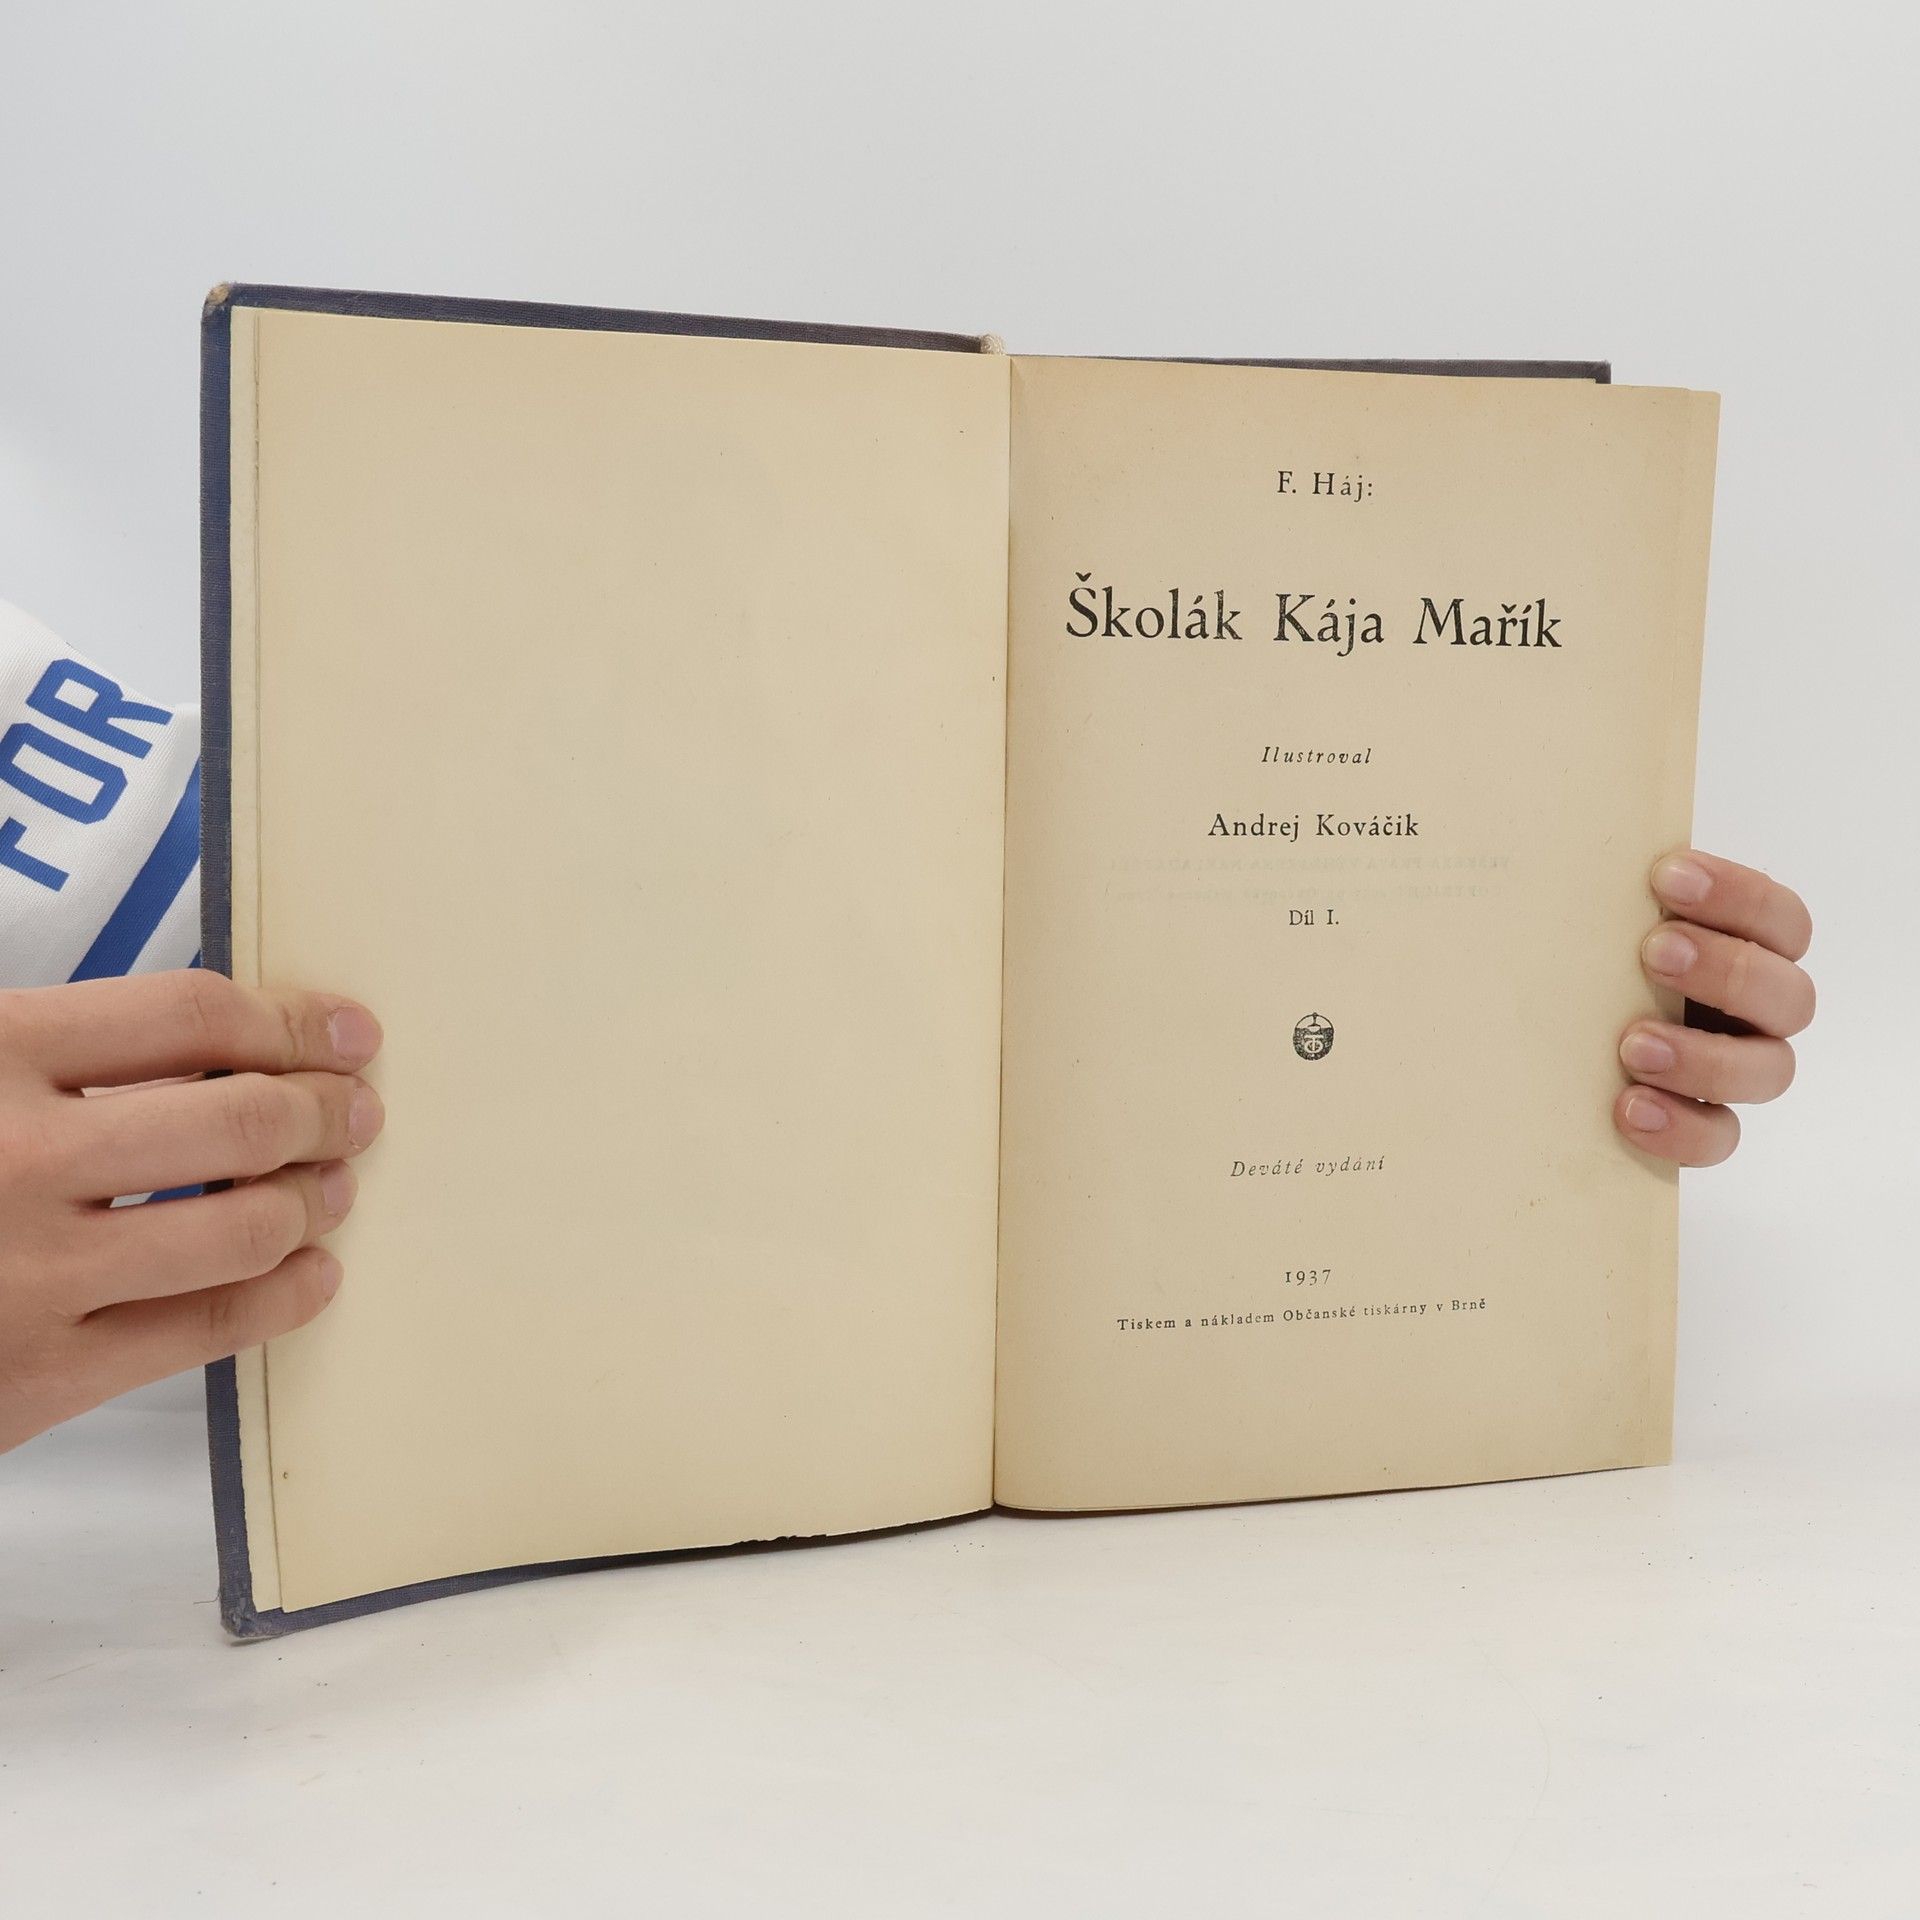 FOR
F. Háj:
Školák Kája Mařík
Ilustroval
Andrej Kováčik
Díl I.
Deváté vydání
1937
Tiskem a nákladem Občanské tiskárny v Brně